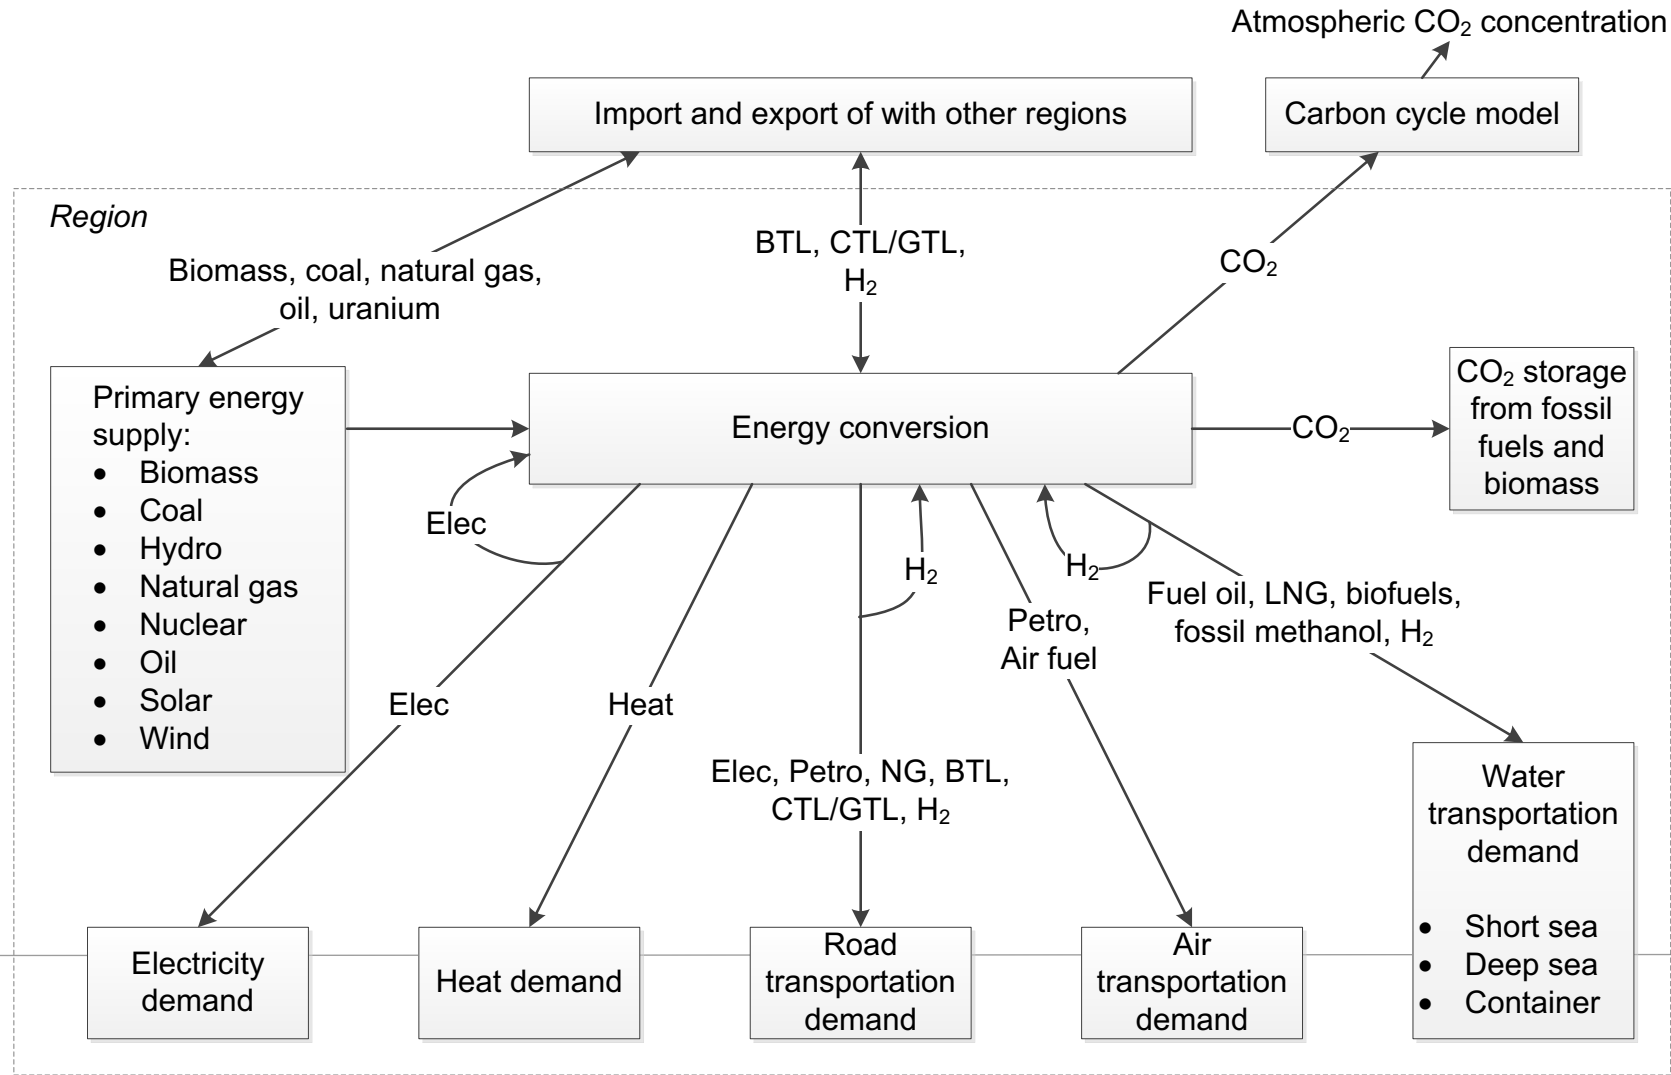 Atmospheric CO₂ concentration
Import and export of with other regions
Carbon cycle model
Region
BTL, CTL/GTL,
H₂
CO₂
Biomass, coal, natural gas,
oil, uranium
Primary energy
supply:
• Biomass
• Coal
• Hydro
• Natural gas
• Nuclear
• Oil
• Solar
• Wind
Energy conversion
CO₂
CO₂ storage
from fossil
fuels and
biomass
Elec
H₂
H₂
Petro,
Air fuel
Fuel oil, LNG, biofuels,
fossil methanol, H₂
Elec
Heat
Elec, Petro, NG, BTL,
CTL/GTL, H₂
Electricity
demand
Heat demand
Road
transportation
demand
Air
transportation
demand
Water
transportation
demand
• Short sea
• Deep sea
• Container